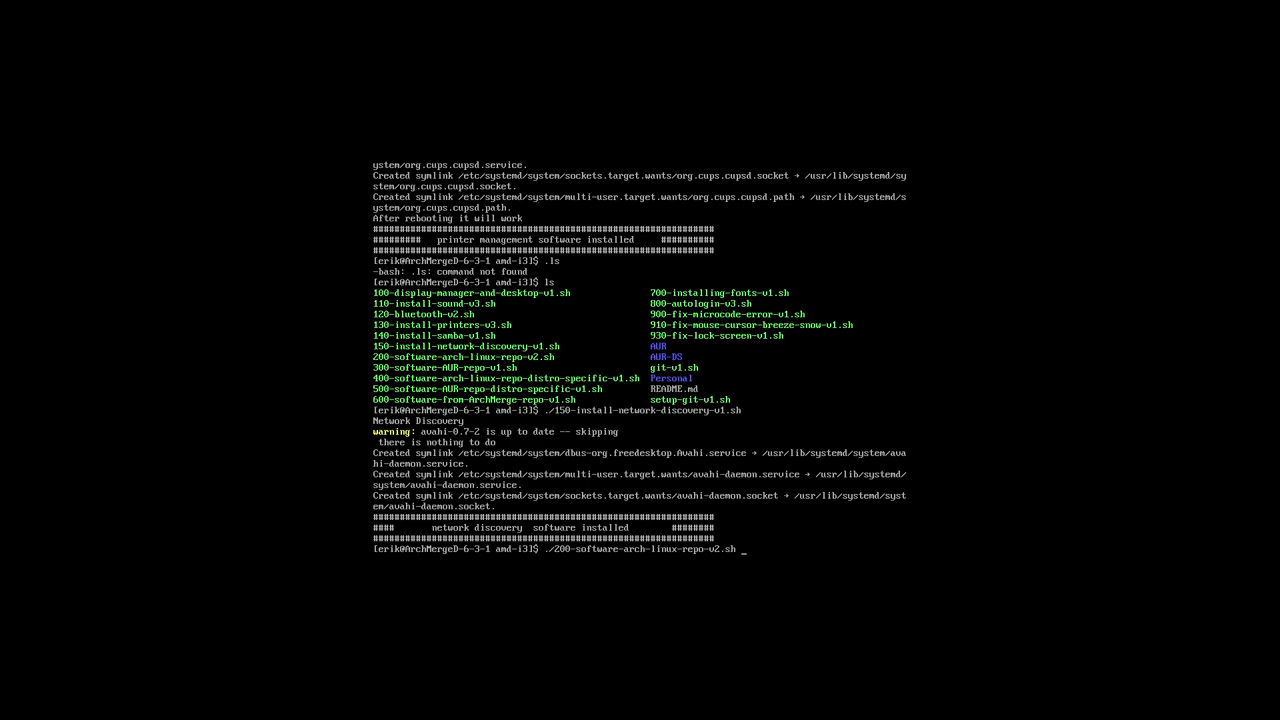 ystem/org.cups.cupsd.service.
Created symlink /etc/systemd/system/sockets.target.wants/org.cups.cupsd.socket → /usr/lib/systemd/sy
stem/org.cups.cupsd.socket.
Created symlink /etc/systemd/system/multi-user.target.wants/org.cups.cupsd.path → /usr/lib/systemd/s
ystem/org.cups.cupsd.path.
After rebooting it will work
################################################################
#########   printer management software installed     ##########
################################################################
[erik@ArchMergeD-6-3-1 amd-i3]$ .ls
-bash: .ls: command not found
[erik@ArchMergeD-6-3-1 amd-i3]$ ls
100-display-manager-and-desktop-v1.sh               700-installing-fonts-v1.sh
110-install-sound-v3.sh                             800-autologin-v3.sh
120-bluetooth-v2.sh                                 900-fix-microcode-error-v1.sh
130-install-printers-v3.sh                          910-fix-mouse-cursor-breeze-snow-v1.sh
140-install-samba-v1.sh                             930-fix-lock-screen-v1.sh
150-install-network-discovery-v1.sh                 AUR
200-software-arch-linux-repo-v2.sh                  AUR-DS
300-software-AUR-repo-v1.sh                         git-v1.sh
400-software-arch-linux-repo-distro-specific-v1.sh  Personal
500-software-AUR-repo-distro-specific-v1.sh         README.md
600-software-from-ArchMerge-repo-v1.sh              setup-git-v1.sh
[erik@ArchMergeD-6-3-1 amd-i3]$ ./150-install-network-discovery-v1.sh
Network Discovery
warning: avahi-0.7-2 is up to date -- skipping
 there is nothing to do
Created symlink /etc/systemd/system/dbus-org.freedesktop.Avahi.service → /usr/lib/systemd/system/ava
hi-daemon.service.
Created symlink /etc/systemd/system/multi-user.target.wants/avahi-daemon.service → /usr/lib/systemd/
system/avahi-daemon.service.
Created symlink /etc/systemd/system/sockets.target.wants/avahi-daemon.socket → /usr/lib/systemd/syst
em/avahi-daemon.socket.
################################################################
####       network discovery  software installed        ########
################################################################
[erik@ArchMergeD-6-3-1 amd-i3]$ ./200-software-arch-linux-repo-v2.sh _